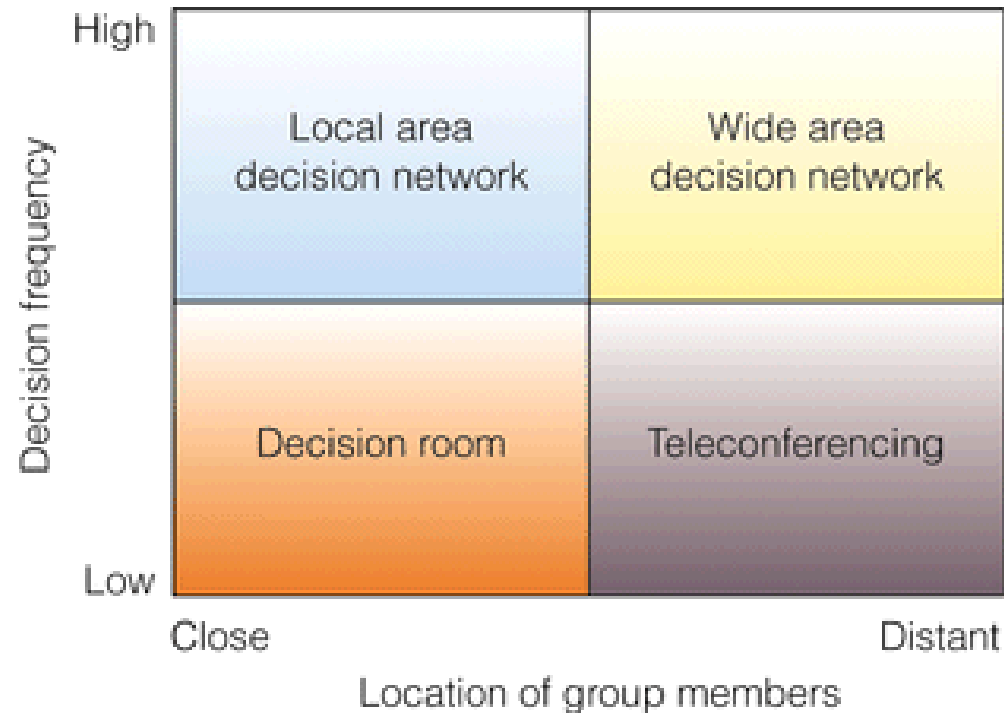 High
Local area
decision network
Wide area
decision network
Decision frequency
Decision room
Teleconferencing
Low
Close
Distant
Location of group members